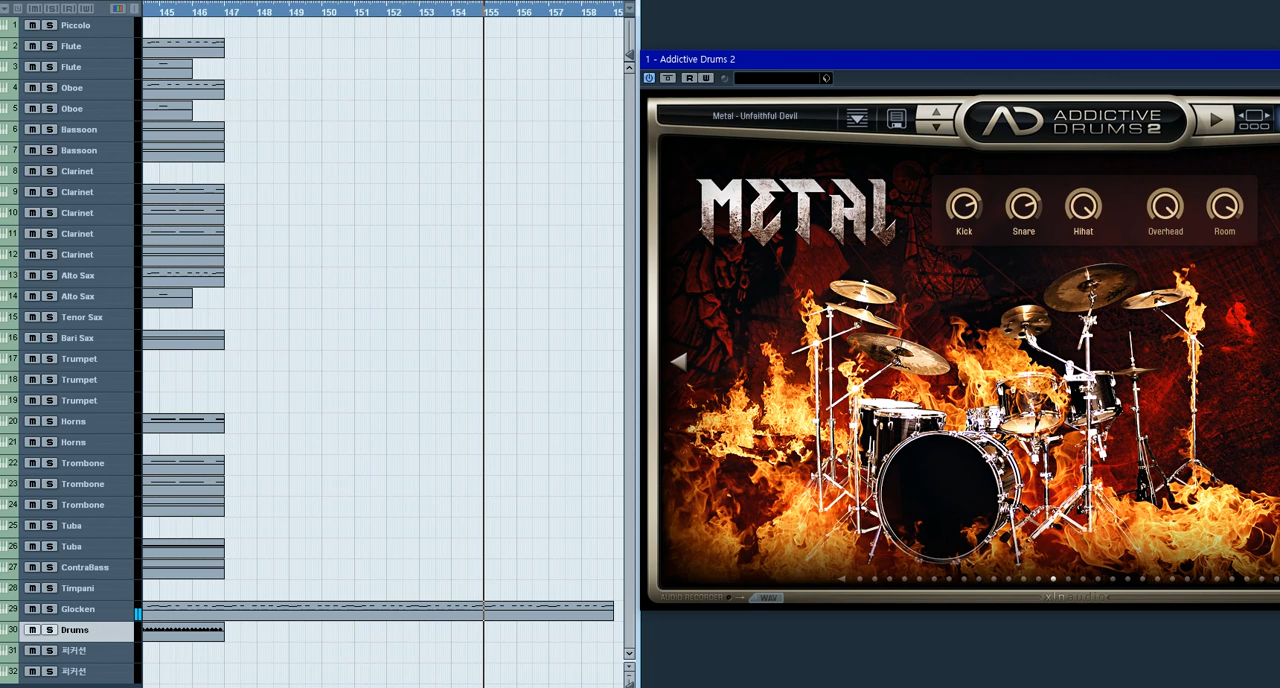 |M| |S| |R| |W|
145 146 147 148 149 150 151 152 153 154 155 156 157 158 15
1 M S Piccolo
2 M S Flute
3 M S Flute
4 M S Oboe
5 M S Oboe
6 M S Bassoon
7 M S Bassoon
8 M S Clarinet
9 M S Clarinet
10 M S Clarinet
11 M S Clarinet
12 M S Clarinet
13 M S Alto Sax
14 M S Alto Sax
15 M S Tenor Sax
16 M S Bari Sax
17 M S Trumpet
18 M S Trumpet
19 M S Trumpet
20 M S Horns
21 M S Horns
22 M S Trombone
23 M S Trombone
24 M S Trombone
25 M S Tuba
26 M S Tuba
27 M S ContraBass
28 M S Timpani
29 M S Glocken
30 M S Drums
31 M S 퍼커션
32 M S 퍼커션
1 - Addictive Drums 2
R W
Metal - Unfaithful Devil
AD ADDICTIVE
DRUMS 2
METAL
Kick Snare Hihat Overhead Room
AUDIO RECORDER WAV
xln audio